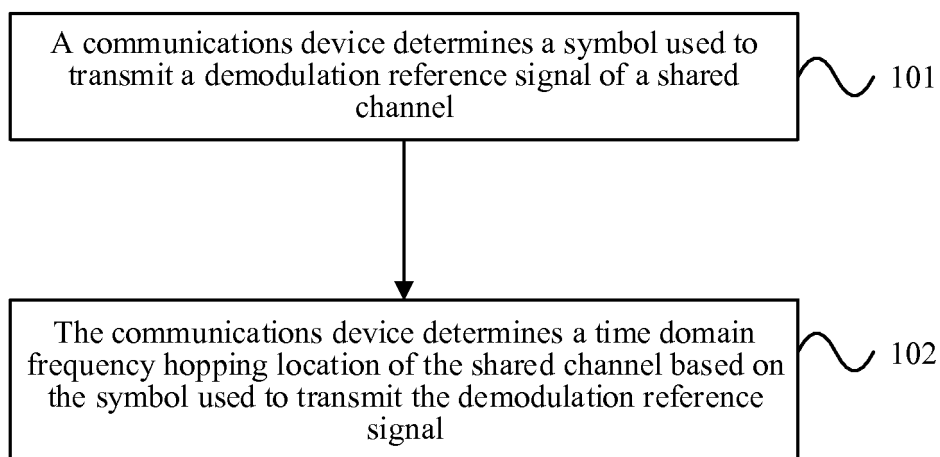 A communications device determines a symbol used to
transmit a demodulation reference signal of a shared
channel
101
The communications device determines a time domain
frequency hopping location of the shared channel based on
the symbol used to transmit the demodulation reference
signal
102